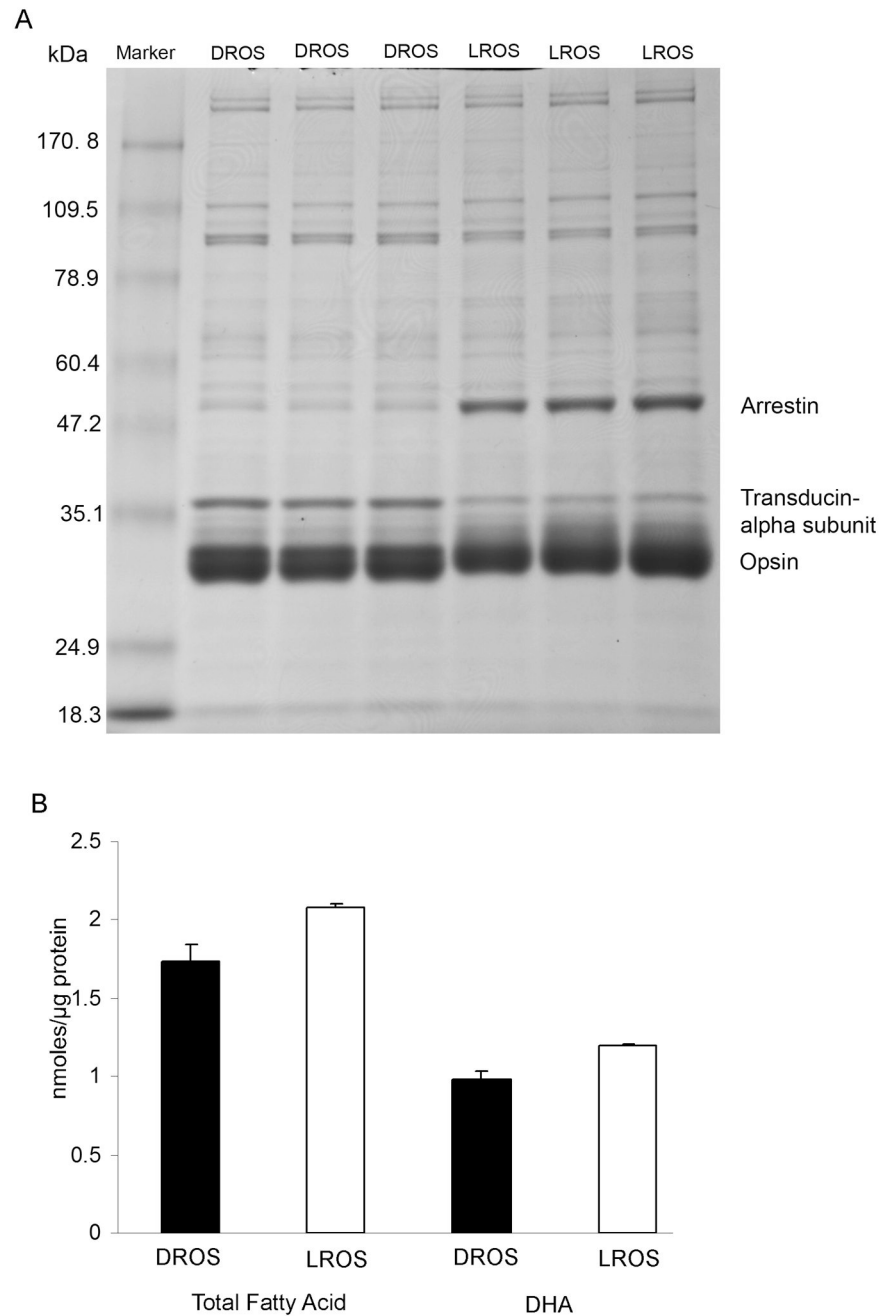 A
kDa Marker DROS DROS DROS LROS LROS LROS
170. 8
109.5
78.9
60.4
47.2
35.1
24.9
18.3
Arrestin
Transducin-
alpha subunit
Opsin
B
nmoles/µg protein
2.5
2
1.5
1
0.5
0
DROS LROS DROS LROS
Total Fatty Acid DHA